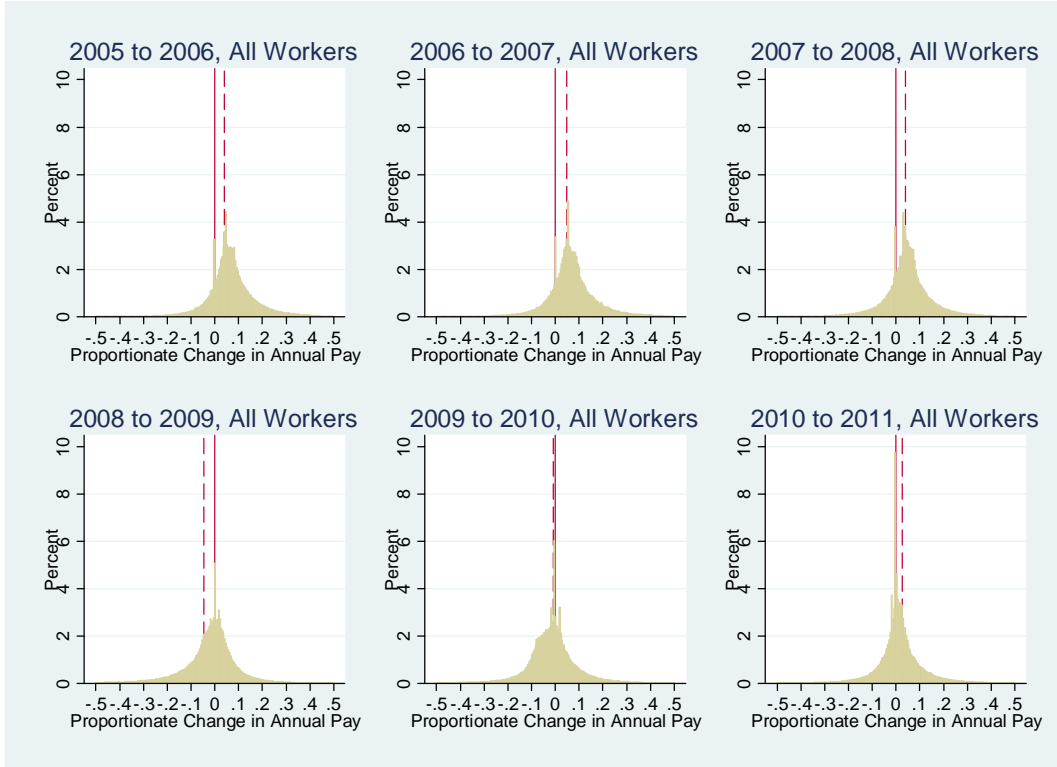 2005 to 2006, All Workers
Percent
10
8
6
4
2
0
-.5 -.4 -.3 -.2 -.1 0 .1 .2 .3 .4 .5
Proportionate Change in Annual Pay
2006 to 2007, All Workers
Percent
10
8
6
4
2
0
-.5 -.4 -.3 -.2 -.1 0 .1 .2 .3 .4 .5
Proportionate Change in Annual Pay
2007 to 2008, All Workers
Percent
10
8
6
4
2
0
-.5 -.4 -.3 -.2 -.1 0 .1 .2 .3 .4 .5
Proportionate Change in Annual Pay
2008 to 2009, All Workers
Percent
10
8
6
4
2
0
-.5 -.4 -.3 -.2 -.1 0 .1 .2 .3 .4 .5
Proportionate Change in Annual Pay
2009 to 2010, All Workers
Percent
10
8
6
4
2
0
-.5 -.4 -.3 -.2 -.1 0 .1 .2 .3 .4 .5
Proportionate Change in Annual Pay
2010 to 2011, All Workers
Percent
10
8
6
4
2
0
-.5 -.4 -.3 -.2 -.1 0 .1 .2 .3 .4 .5
Proportionate Change in Annual Pay